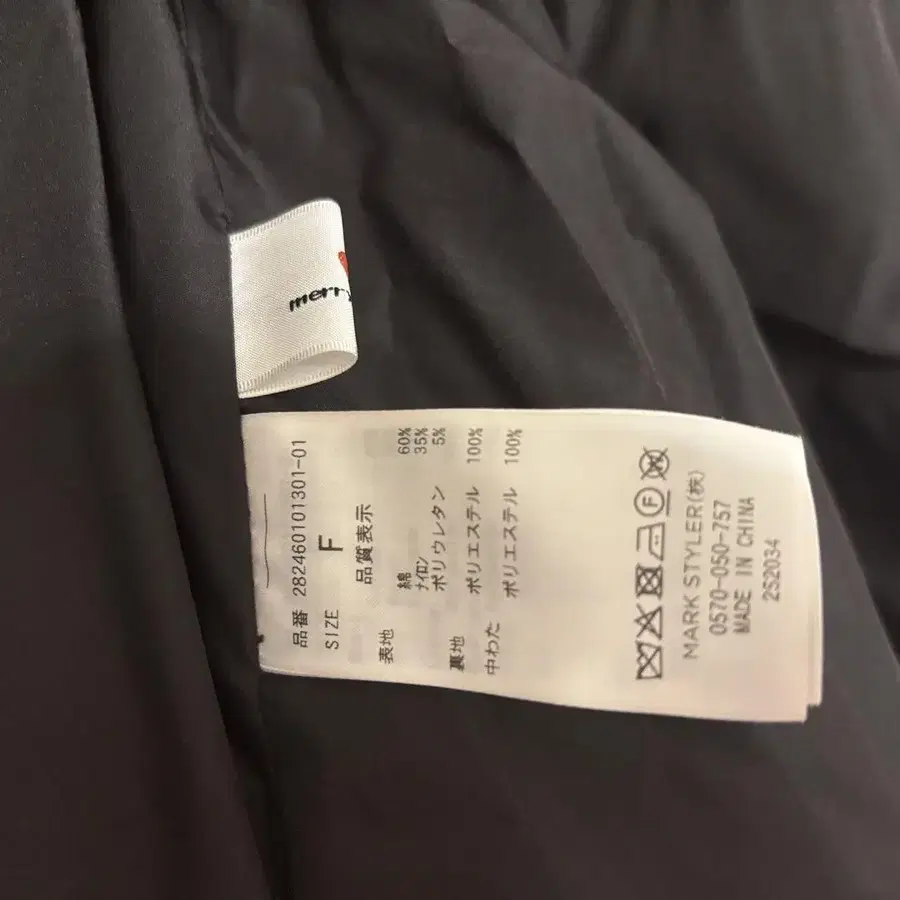 merry
品番 282460101301-01
SIZE F
品質表示
表地 綿 60%
ナイロン 35%
ポリウレタン 5%
裏地 ポリエステル 100%
中わた ポリエステル 100%
MARK STYLER(株)
0570-050-757
MADE IN CHINA
2S2034